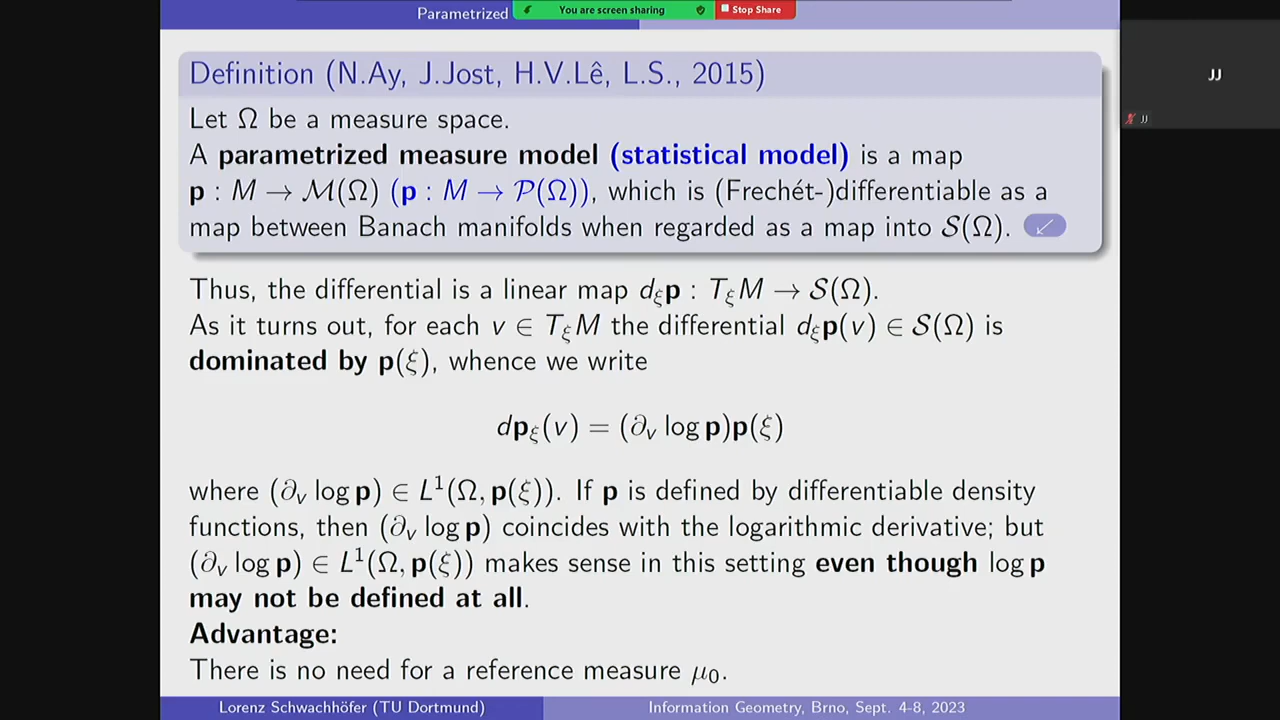 Parametrized
You are screen sharing
Stop Share
Definition (N.Ay, J.Jost, H.V.Lê, L.S., 2015)
JJ
Let Ω be a measure space.
JJ
A parametrized measure model (statistical model) is a map
p : M → ℳ(Ω) (p : M → 𝒫(Ω)), which is (Frechét-)differentiable as a
map between Banach manifolds when regarded as a map into 𝒮(Ω).
Thus, the differential is a linear map d_ξp : T_ξM → 𝒮(Ω).
As it turns out, for each v ∈ T_ξM the differential d_ξp(v) ∈ 𝒮(Ω) is
dominated by p(ξ), whence we write
dp_ξ(v) = (∂_v log p)p(ξ)
where (∂_v log p) ∈ L¹(Ω, p(ξ)). If p is defined by differentiable density
functions, then (∂_v log p) coincides with the logarithmic derivative; but
(∂_v log p) ∈ L¹(Ω, p(ξ)) makes sense in this setting even though log p
may not be defined at all.
Advantage:
There is no need for a reference measure μ₀.
Lorenz Schwachhöfer (TU Dortmund)
Information Geometry, Brno, Sept. 4-8, 2023